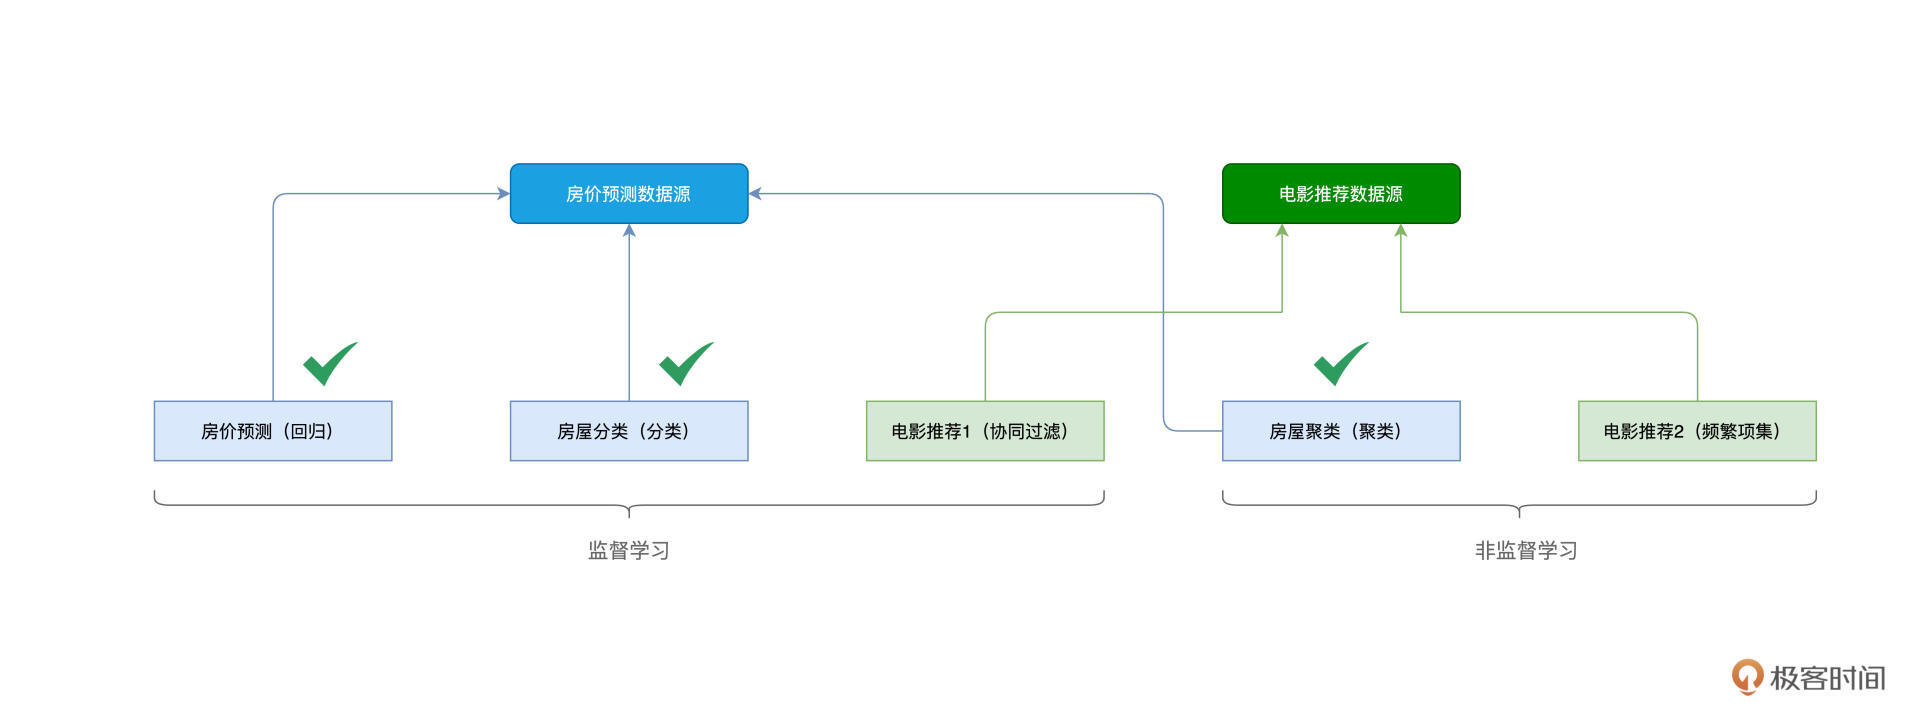 房价预测数据源
电影推荐数据源
房价预测（回归）
房屋分类（分类）
电影推荐1（协同过滤）
房屋聚类（聚类）
电影推荐2（频繁项集）
监督学习
非监督学习
极客时间